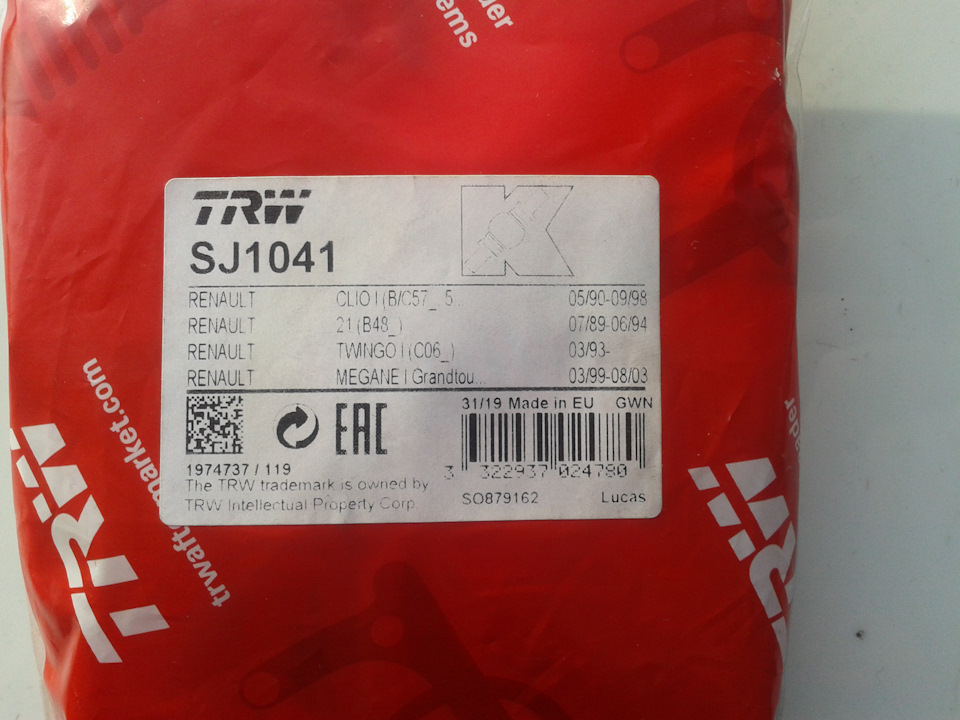 ems
der
TRW
SJ1041
K
RENAULT CLIO I (B/C57_, 5... 05/90-09/98
RENAULT 21 (B48_) 07/89-06/94
RENAULT TWINGO I (C06_) 03/93-
RENAULT MEGANE I Grandtou... 03/99-08/03
EAC
31/19 Made in EU GWN
3 322937 024780
1974737 / 119
The TRW trademark is owned by
TRW Intellectual Property Corp.
SO879162 Lucas
TRW
trwaftermarket.com
TRW
ader